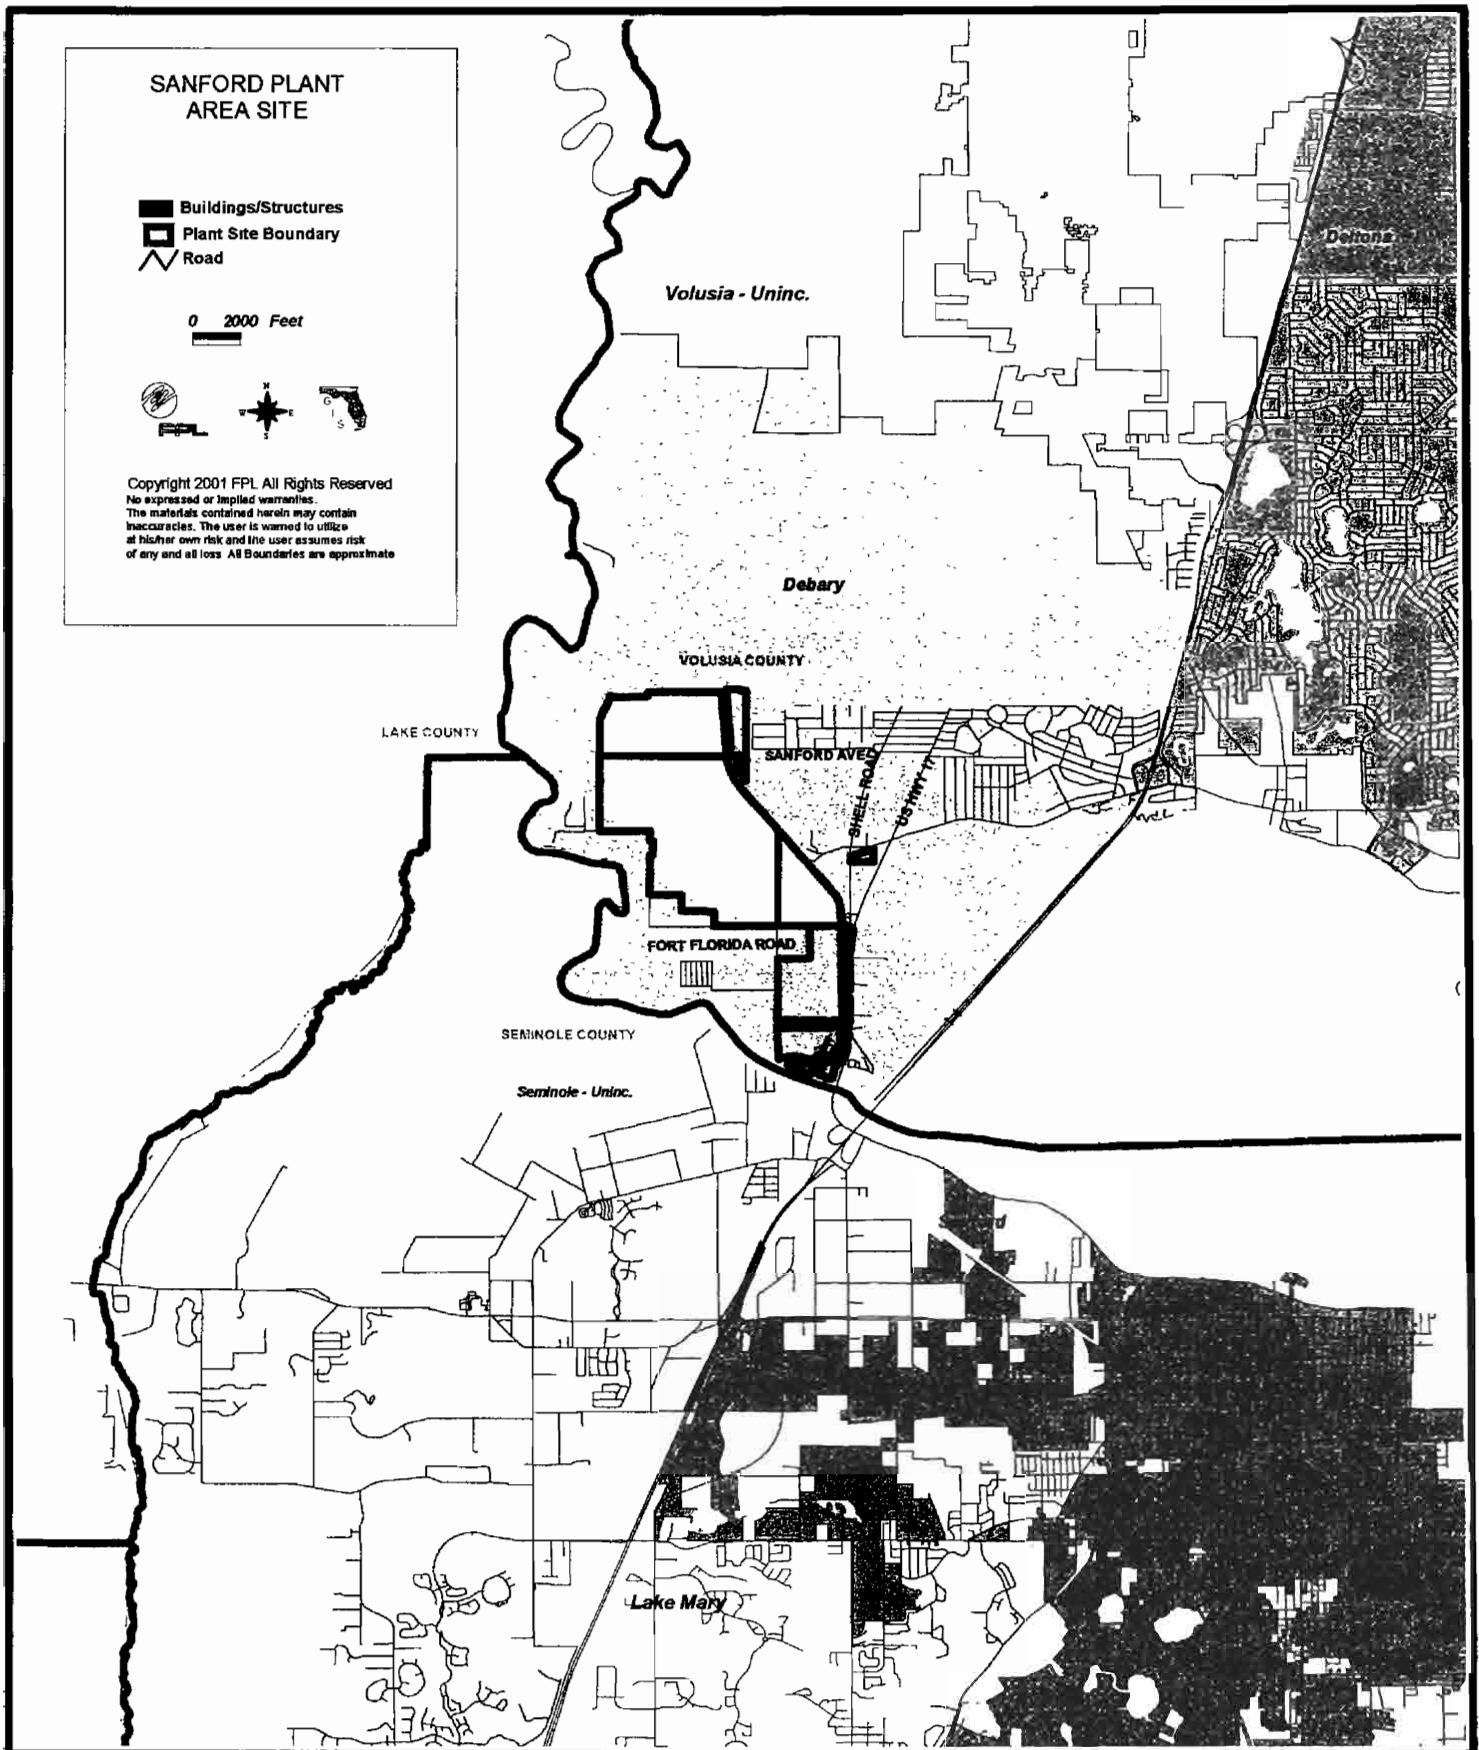 SANFORD PLANT
AREA SITE
Buildings/Structures
Plant Site Boundary
Road
0 2000 Feet
N
W E
S
FPL
G
I
S
Copyright 2001 FPL All Rights Reserved
No expressed or implied warranties.
The materials contained herein may contain
inaccuracies. The user is warned to utilize
at his/her own risk and the user assumes risk
of any and all loss All Boundaries are approximate
Deltona
Volusia - Uninc.
Debary
VOLUSIA COUNTY
LAKE COUNTY
SANFORD AVE
SHELL ROAD
US HWY 17
FORT FLORIDA ROAD
SEMINOLE COUNTY
Seminole - Uninc.
Sanford
Lake Mary